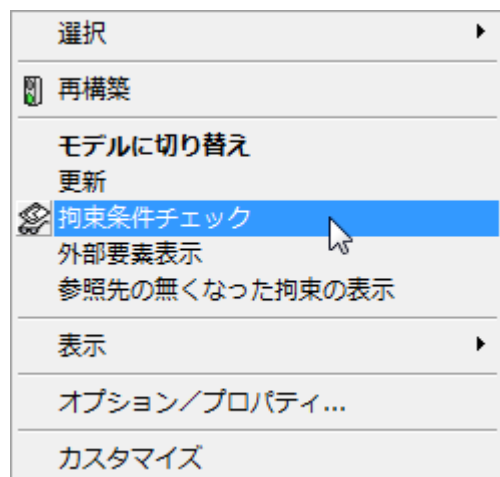 選択
再構築
モデルに切り替え
更新
拘束条件チェック
外部要素表示
参照先の無くなった拘束の表示
表示
オプション／プロパティ...
カスタマイズ